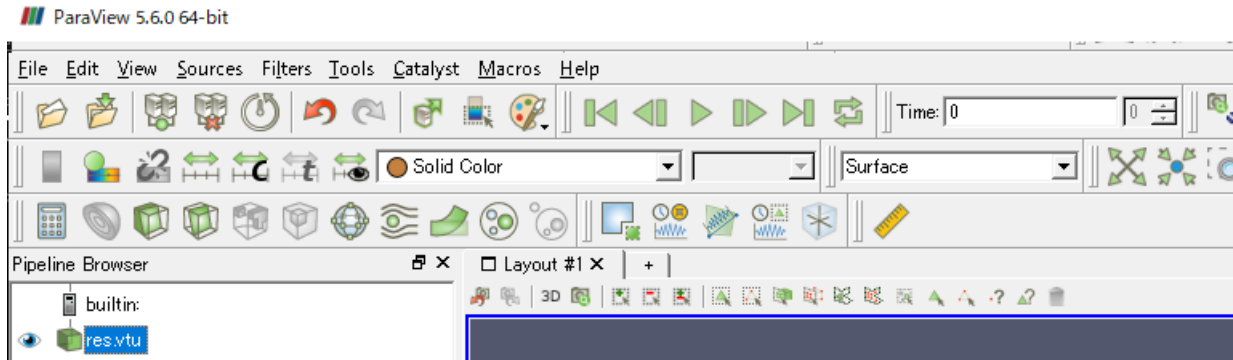 ParaView 5.6.0 64-bit
File Edit View Sources Filters Tools Catalyst Macros Help
Time: 0 0
Solid Color Surface
Pipeline Browser Layout #1 +
3D
builtin:
res.vtu